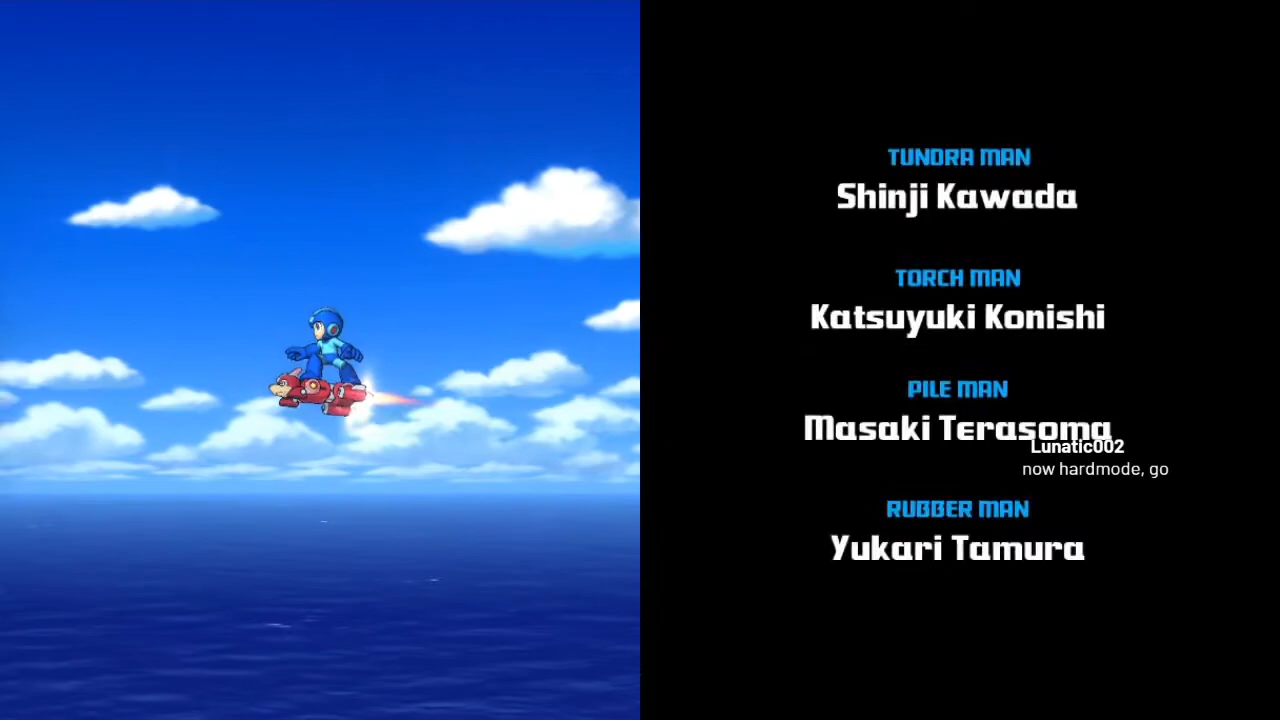 TUNDRA MAN
Shinji Kawada
TORCH MAN
Katsuyuki Konishi
PILE MAN
Masaki Terasoma
Lunatic002
now hardmode, go
RUBBER MAN
Yukari Tamura